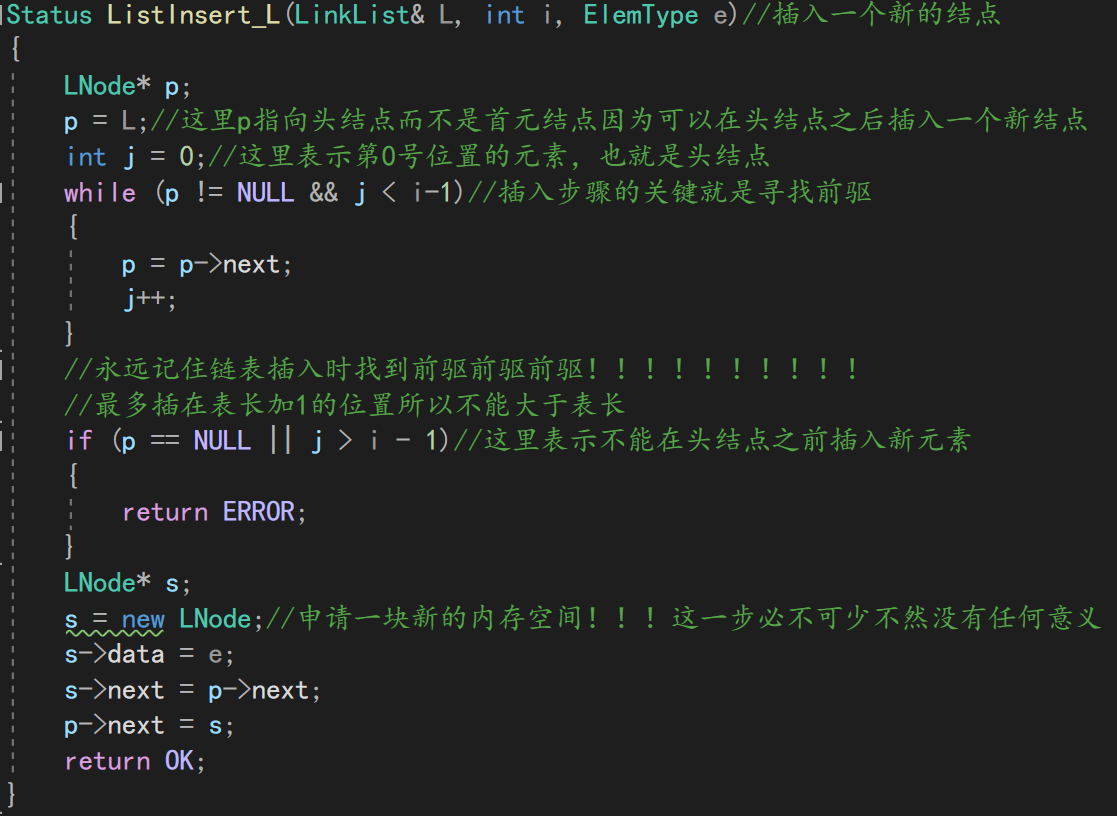 Status ListInsert_L(LinkList& L, int i, ElemType e)//插入一个新的结点
{
LNode* p;
p = L;//这里p指向头结点而不是首元结点因为可以在头结点之后插入一个新结点
int j = 0;//这里表示第0号位置的元素，也就是头结点
while (p != NULL && j < i-1)//插入步骤的关键就是寻找前驱
{
p = p->next;
j++;
}
//永远记住链表插入时找到前驱前驱前驱！！！！！！！！！！
//最多插在表长加1的位置所以不能大于表长
if (p == NULL || j > i - 1)//这里表示不能在头结点之前插入新元素
{
return ERROR;
}
LNode* s;
s = new LNode;//申请一块新的内存空间！！！这一步必不可少不然没有任何意义
s->data = e;
s->next = p->next;
p->next = s;
return OK;
}